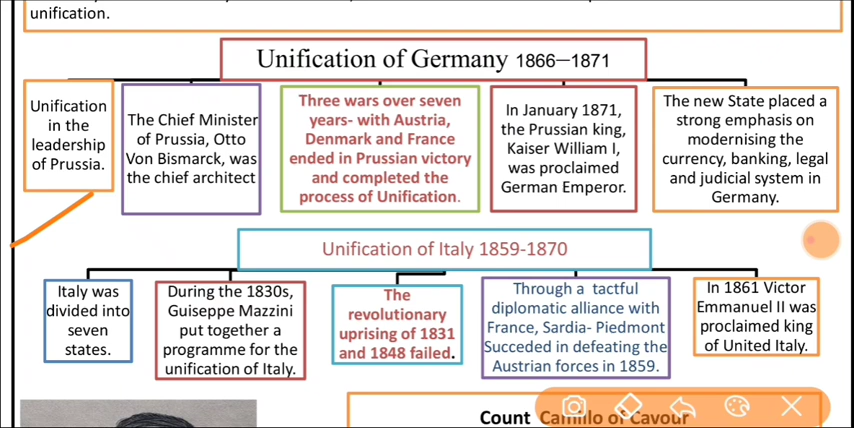 unification.
Unification of Germany 1866–1871
Unification
in the
leadership
of Prussia.
The Chief Minister
of Prussia, Otto
Von Bismarck, was
the chief architect
Three wars over seven
years- with Austria,
Denmark and France
ended in Prussian victory
and completed the
process of Unification.
In January 1871,
the Prussian king,
Kaiser William I,
was proclaimed
German Emperor.
The new State placed a
strong emphasis on
modernising the
currency, banking, legal
and judicial system in
Germany.
Unification of Italy 1859-1870
Italy was
divided into
seven
states.
During the 1830s,
Guiseppe Mazzini
put together a
programme for the
unification of Italy.
The
revolutionary
uprising of 1831
and 1848 failed.
Through a tactful
diplomatic alliance with
France, Sardia- Piedmont
Succeded in defeating the
Austrian forces in 1859.
In 1861 Victor
Emmanuel II was
proclaimed king
of United Italy.
Count Camillo of Cavour